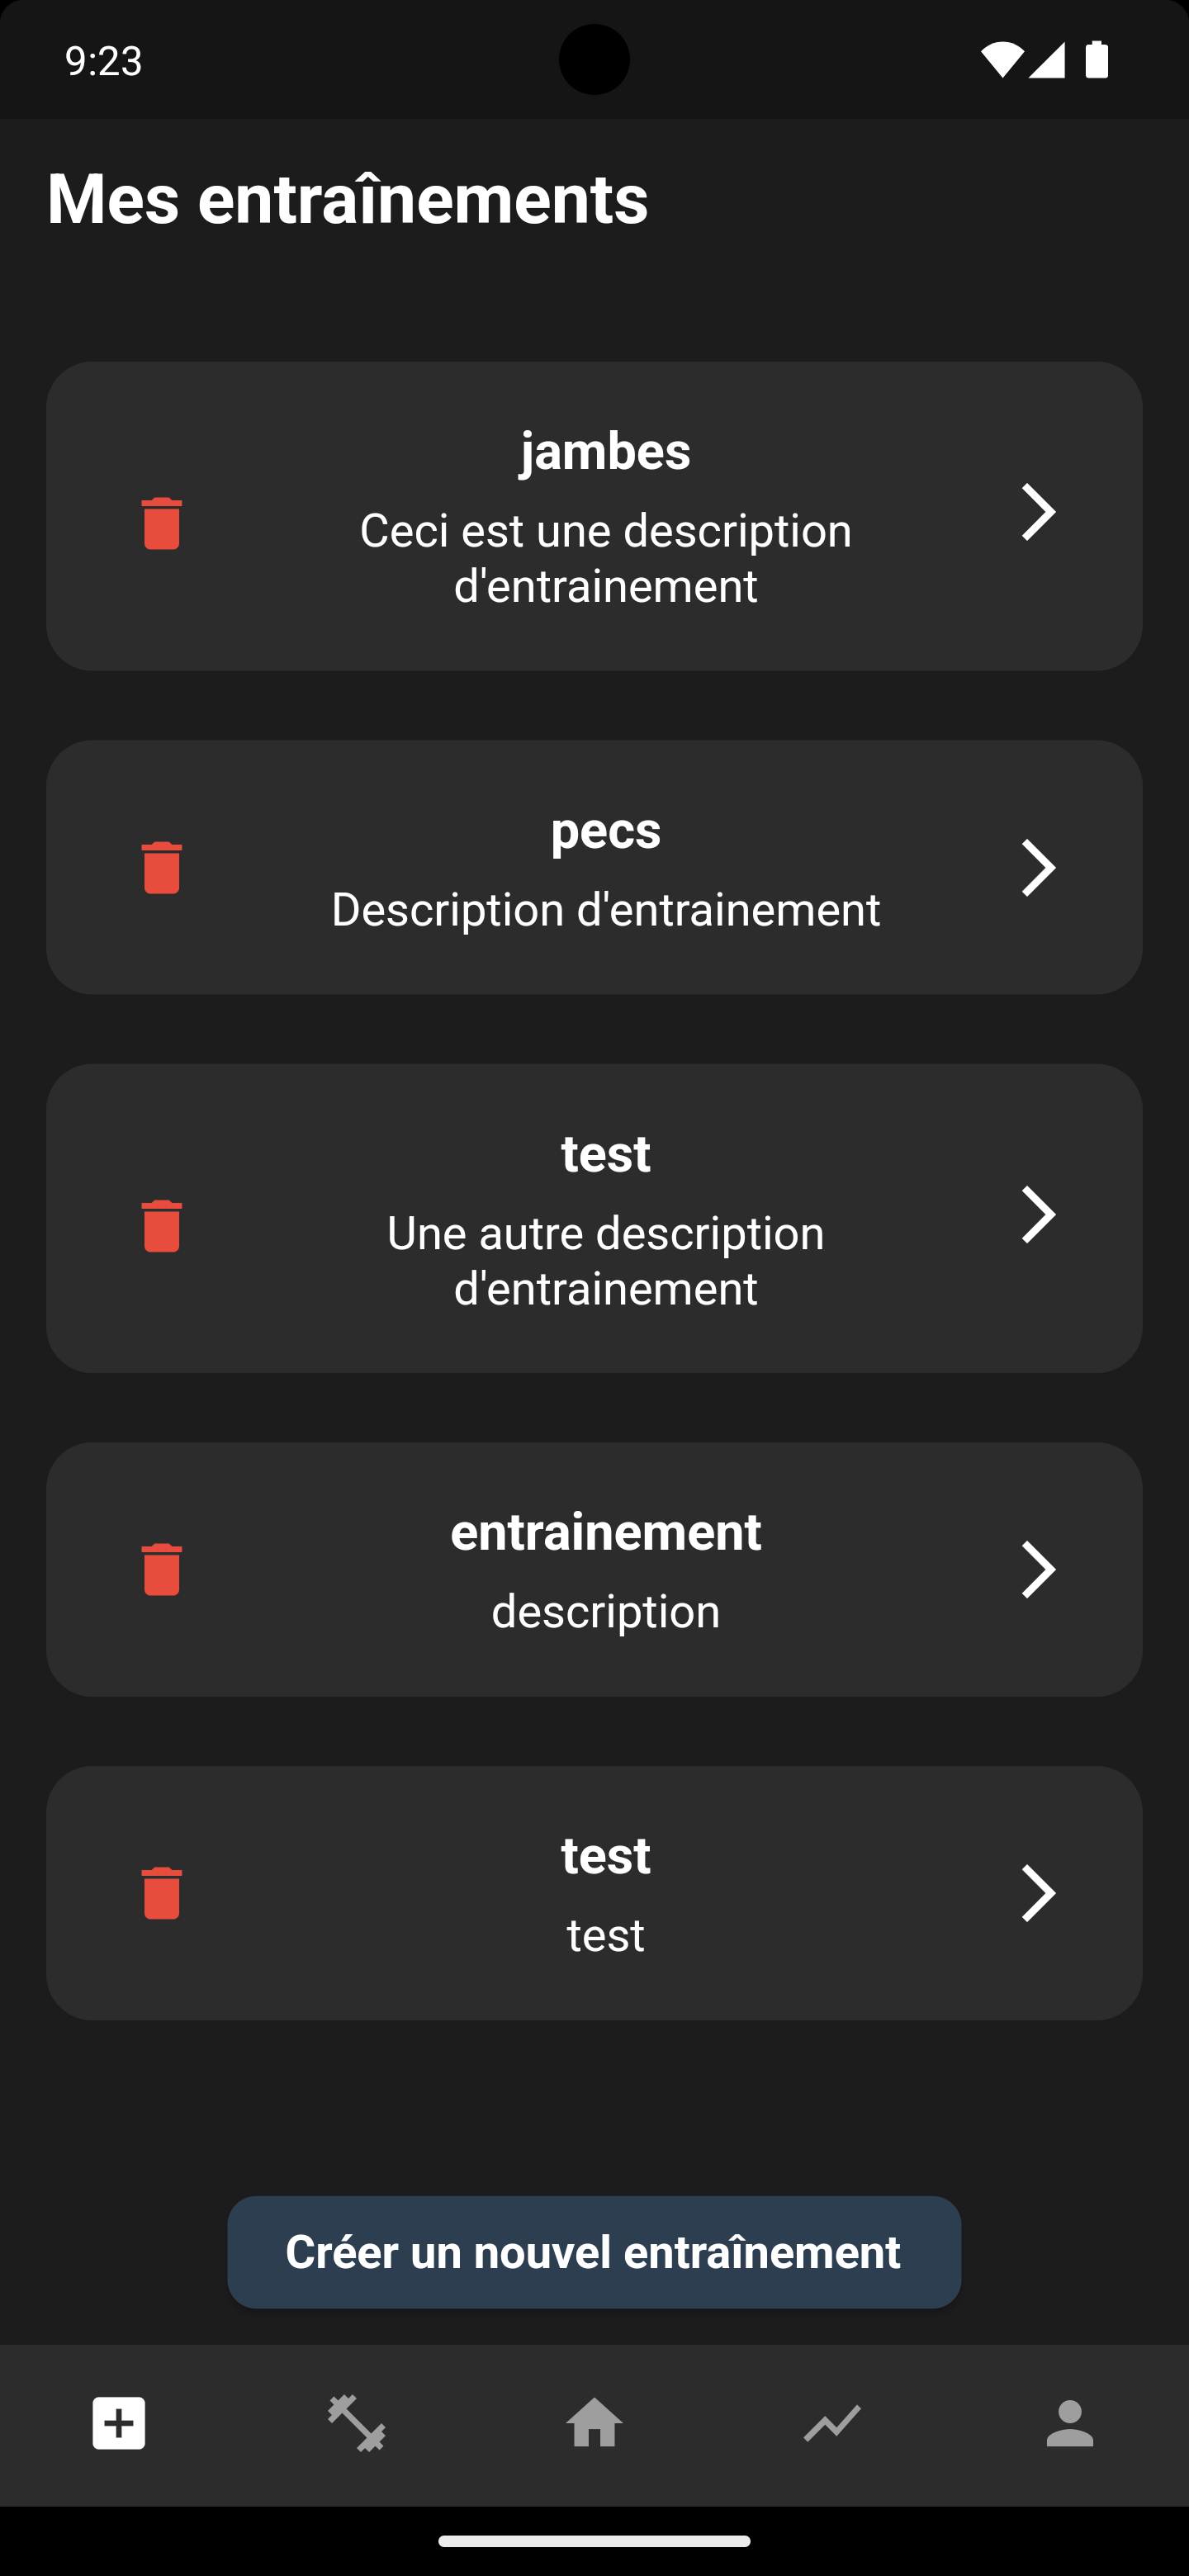 9:23
Mes entraînements
jambes
Ceci est une description
d'entrainement
pecs
Description d'entrainement
test
Une autre description
d'entrainement
entrainement
description
test
test
Créer un nouvel entraînement